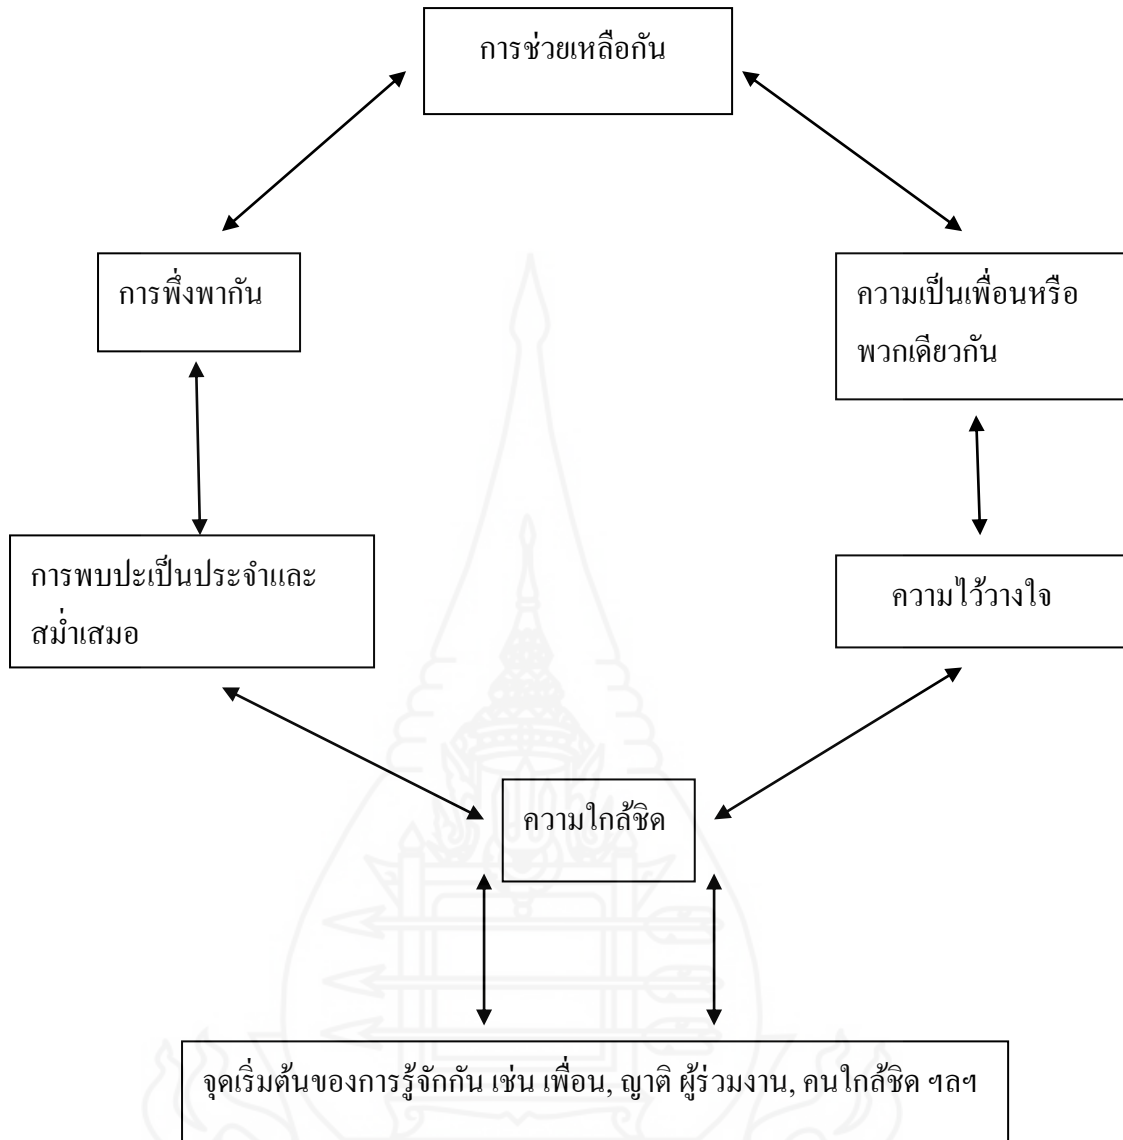 การช่วยเหลือกัน
การพึ่งพากัน
ความเป็นเพื่อนหรือ
พวกเดียวกัน
การพบปะเป็นประจำและ
สม่ำเสมอ
ความไว้วางใจ
ความใกล้ชิด
จุดเริ่มต้นของการรู้จักกัน เช่น เพื่อน, ญาติ ผู้ร่วมงาน, คนใกล้ชิด ฯลฯ